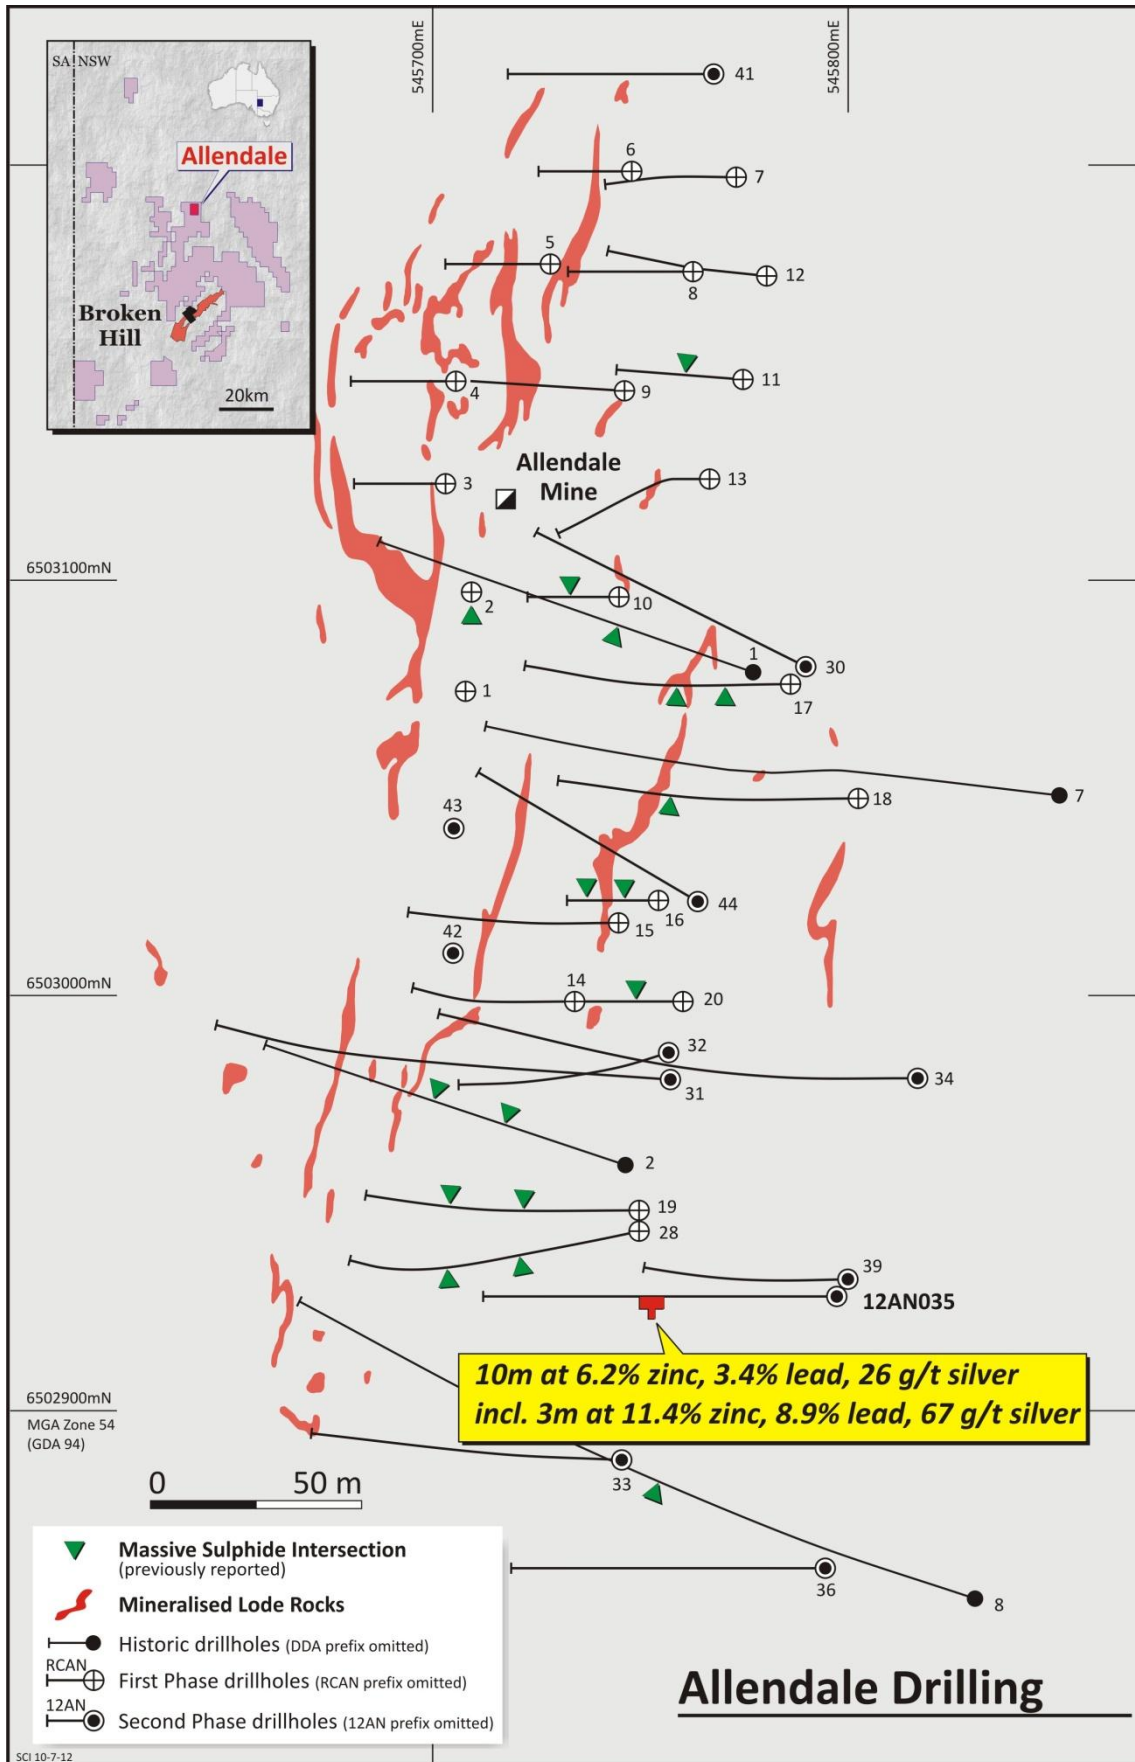 545700mE
545800mE
SA NSW
Allendale
Broken
Hill
20km
41
6
7
5
8
12
4
9
11
3
Allendale
Mine
13
6503100mN
2
10
1
30
1
17
7
18
43
44
16
15
42
6503000mN
14
20
32
31
34
2
19
28
39
12AN035
10m at 6.2% zinc, 3.4% lead, 26 g/t silver
incl. 3m at 11.4% zinc, 8.9% lead, 67 g/t silver
6502900mN
MGA Zone 54
(GDA 94)
33
0 50 m
36
8
Massive Sulphide Intersection
(previously reported)
Mineralised Lode Rocks
Historic drillholes (DDA prefix omitted)
RCAN
First Phase drillholes (RCAN prefix omitted)
12AN
Second Phase drillholes (12AN prefix omitted)
Allendale Drilling
SCI 10-7-12